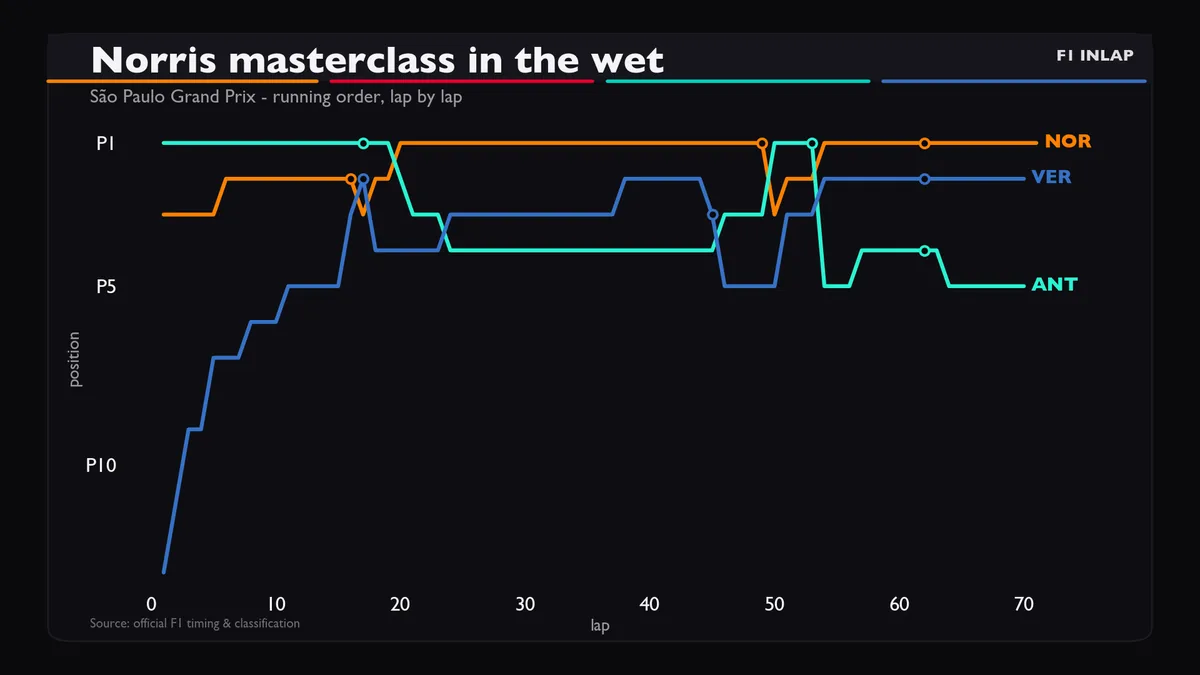 Norris masterclass in the wet
F1 INLAP
São Paulo Grand Prix - running order, lap by lap
P1
P5
P10
position
NOR
VER
ANT
0 10 20 30 40 50 60 70
lap
Source: official F1 timing & classification